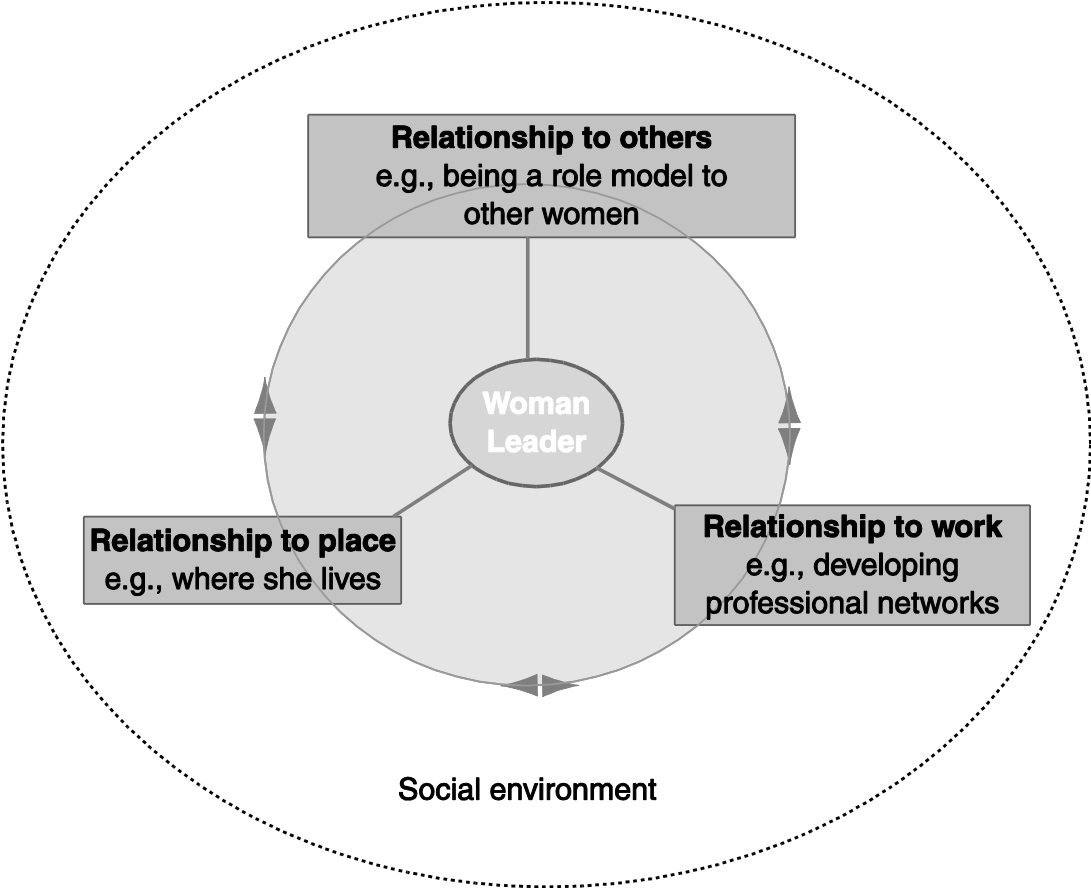 Relationship to others
e.g., being a role model to
other women
Woman
Leader
Relationship to place
e.g., where she lives
Relationship to work
e.g., developing
professional networks
Social environment